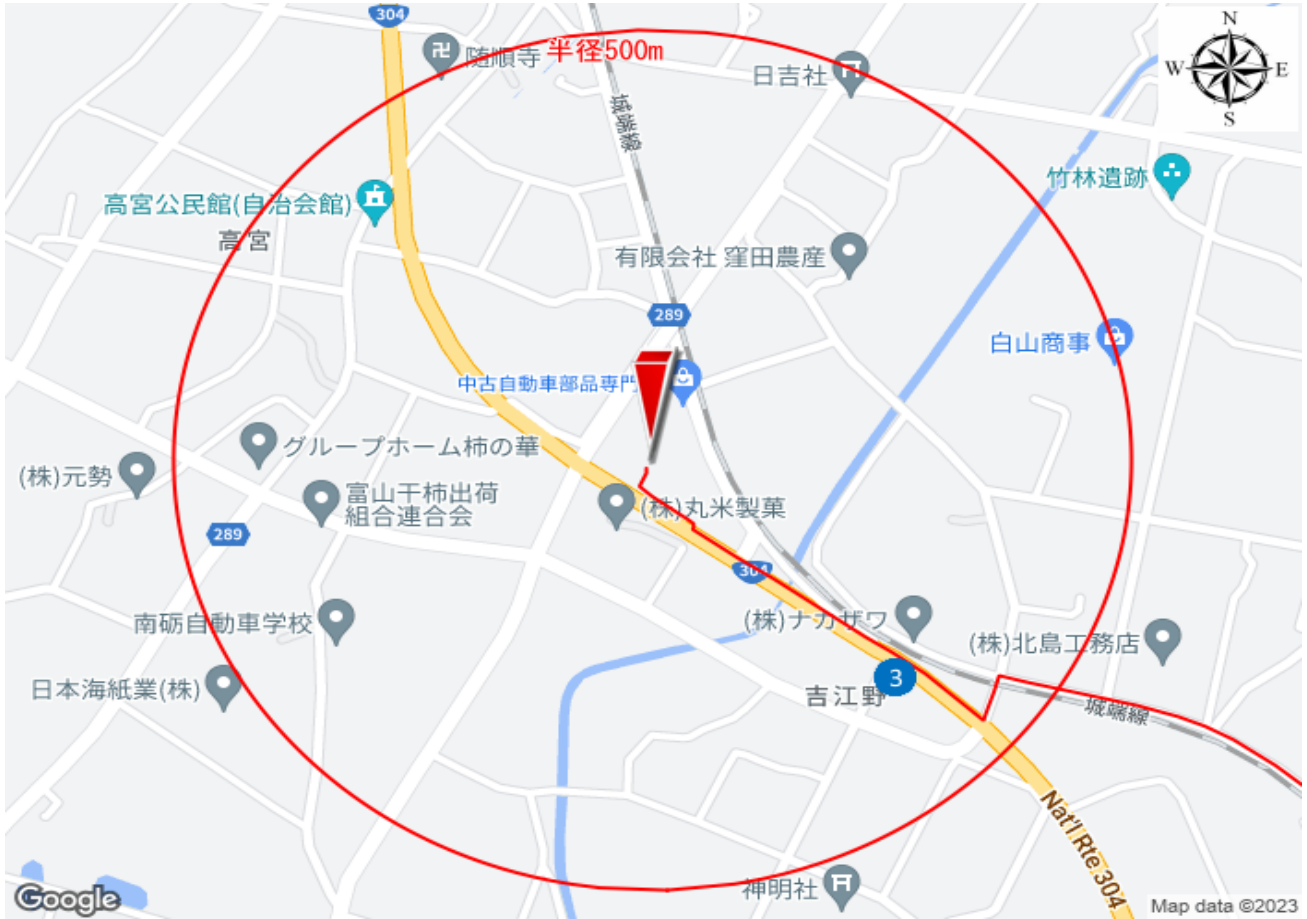 304
随順寺
半径500m
日吉社
N
W
E
S
城端線
竹林遺跡
高宮公民館(自治会館)
高宮
有限会社 窪田農産
289
白山商事
中古自動車部品専門
グループホーム柿の華
(株)元勢
富山干柿出荷
組合連合会
(株)丸米製菓
289
304
南砺自動車学校
(株)ナカザワ
(株)北島工務店
日本海紙業(株)
3
吉江野
城端線
Nat'l Rte 304
神明社
Google
Map data ©2023